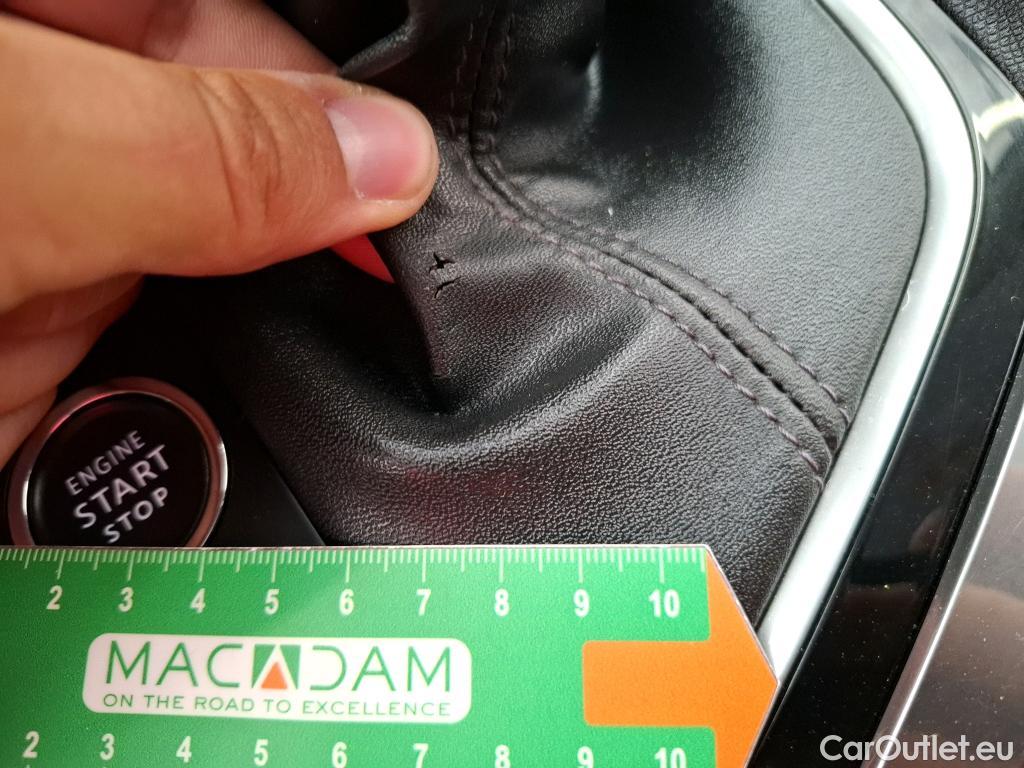 ENGINE
START
STOP
2 3 4 5 6 7 8 9 10
MACADAM
ON THE ROAD TO EXCELLENCE
2 3 4 5 6 7 8 9 10
CarOutlet.eu